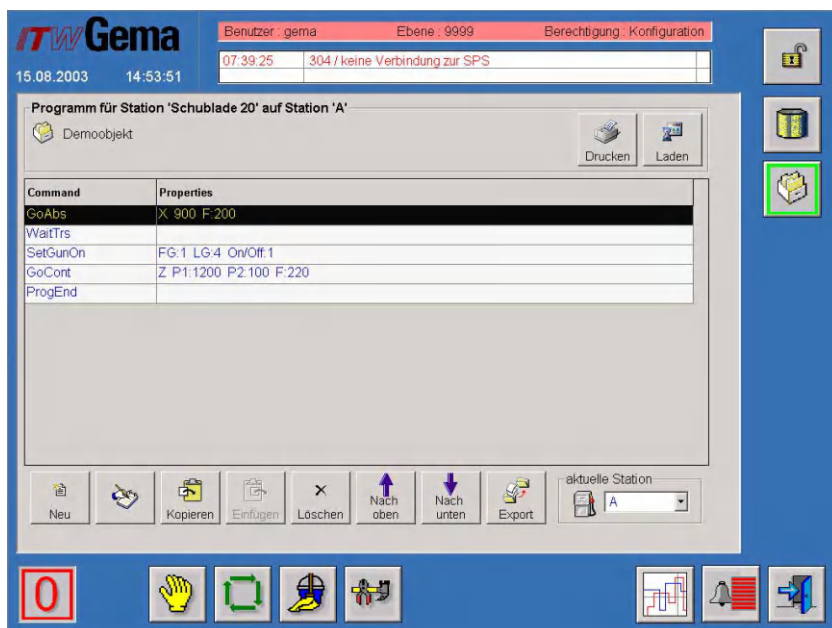 ITW Gema
Benutzer : gema Ebene : 9999 Berechtigung : Konfiguration
07:39:25 304 / keine Verbindung zur SPS
15.08.2003 14:53:51
Programm für Station 'Schublade 20' auf Station 'A'
Demoobjekt
Drucken
Laden
Command Properties
GoAbs X 900 F:200
WaitTrs
SetGunOn FG:1 LG:4 On/Off:1
GoCont Z P1:1200 P2:100 F:220
ProgEnd
aktuelle Station
A
Neu
Kopieren
Einfügen
Löschen
Nach
oben
Nach
unten
Export
0